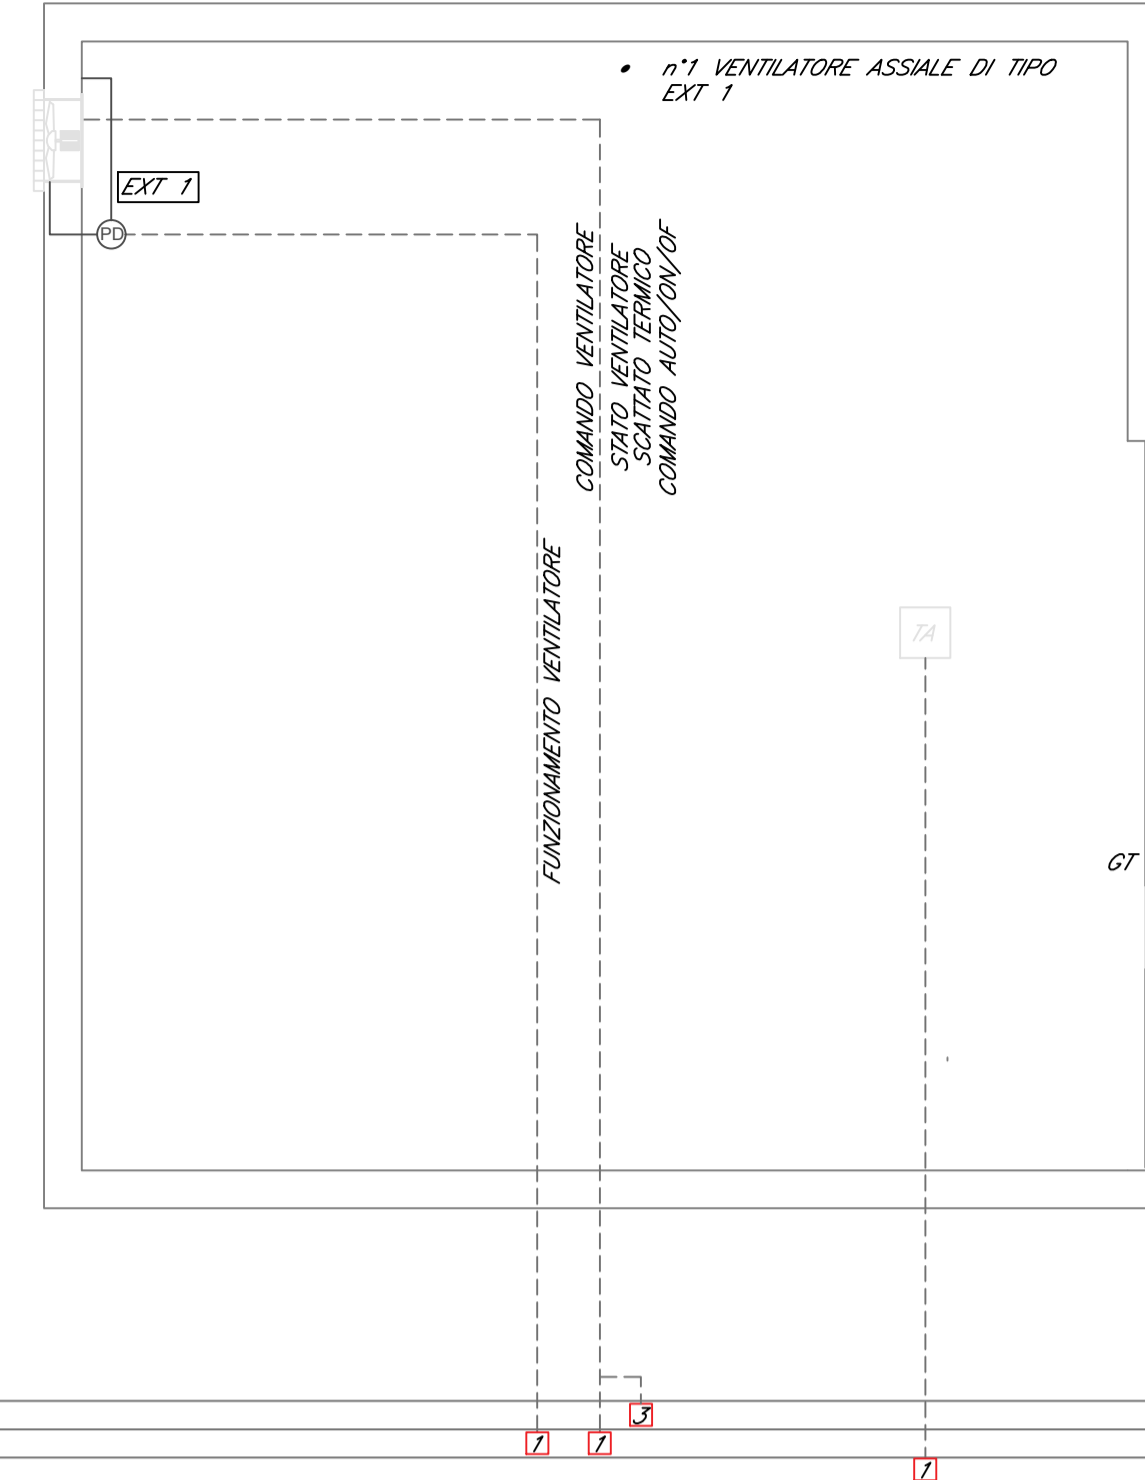 n°1 VENTILATORE ASSIALE DI TIPO
EXT 1
EXT 1
PD
COMANDO VENTILATORE
STATO VENTILATORE
SCATTATO TERMICO
COMANDO AUTO/ON/OF
FUNZIONAMENTO VENTILATORE
TA
GT
3
1
1
1